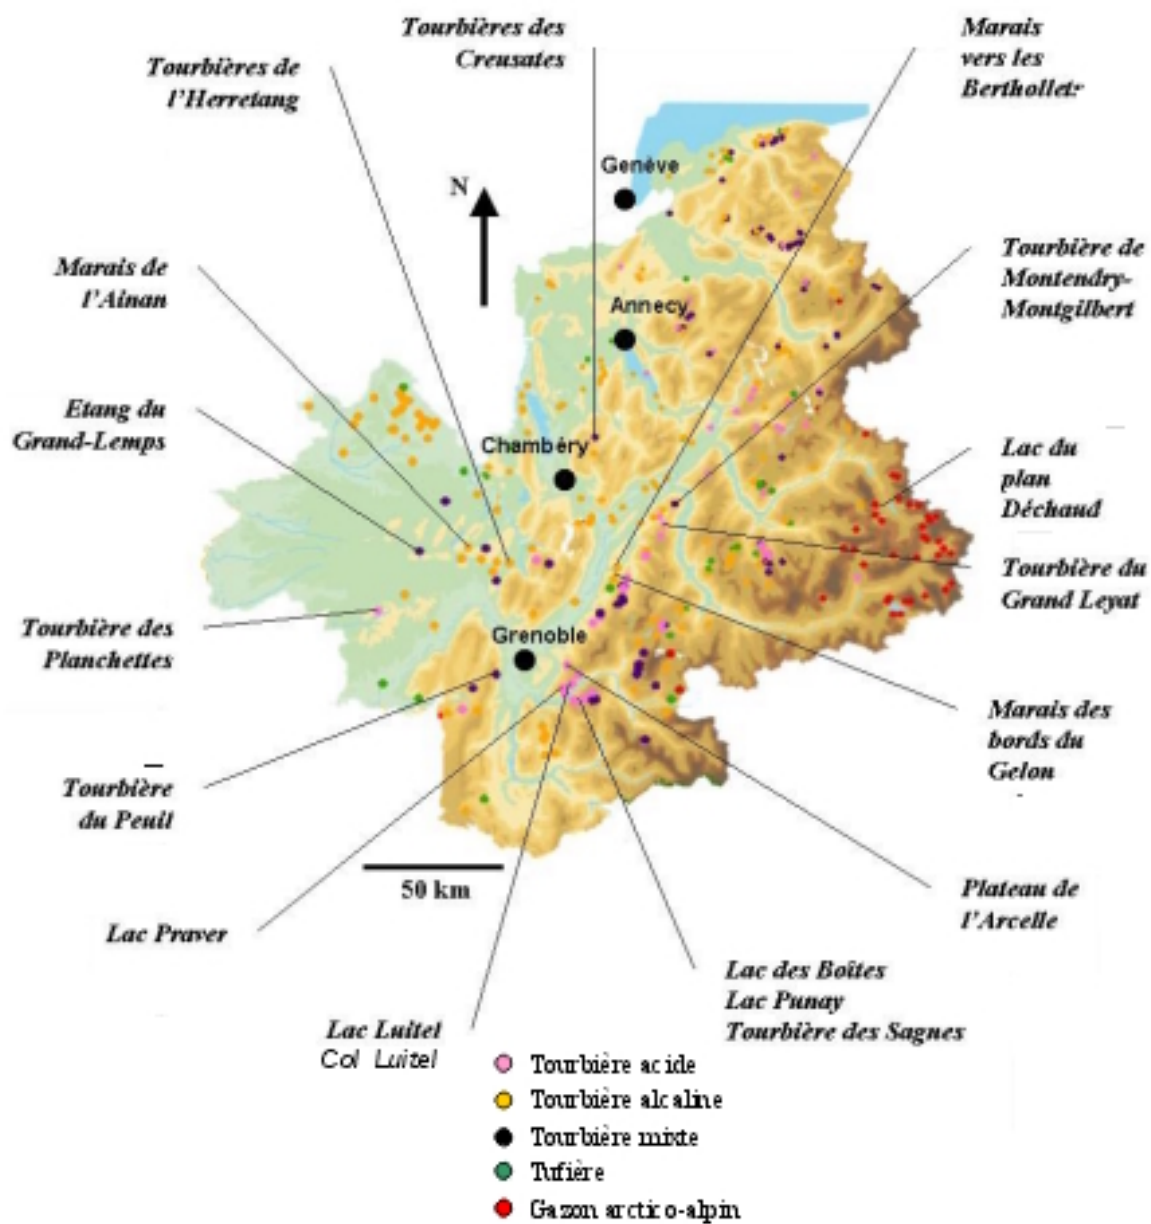 Tourbières des
Creusates
Marais
vers les
Bertholletr
Tourbières de
l'Herretang
Genève
N
Marais de
l'Ainan
Tourbière de
Montendry-
Montgilbert
Annecy
Etang du
Grand-Lemps
Chambéry
Lac du
plan
Déchaud
Tourbière du
Grand Leyat
Tourbière des
Planchettes
Grenoble
Marais des
bords du
Gelon
Tourbière
du Peuil
50 km
Plateau de
l'Arcelle
Lac Praver
Lac des Boîtes
Lac Punay
Tourbière des Sagnes
Lac Luitel
Col Luitel
Tourbière acide
Tourbière alcaline
Tourbière mixte
Tufière
Gazon arctico-alpin